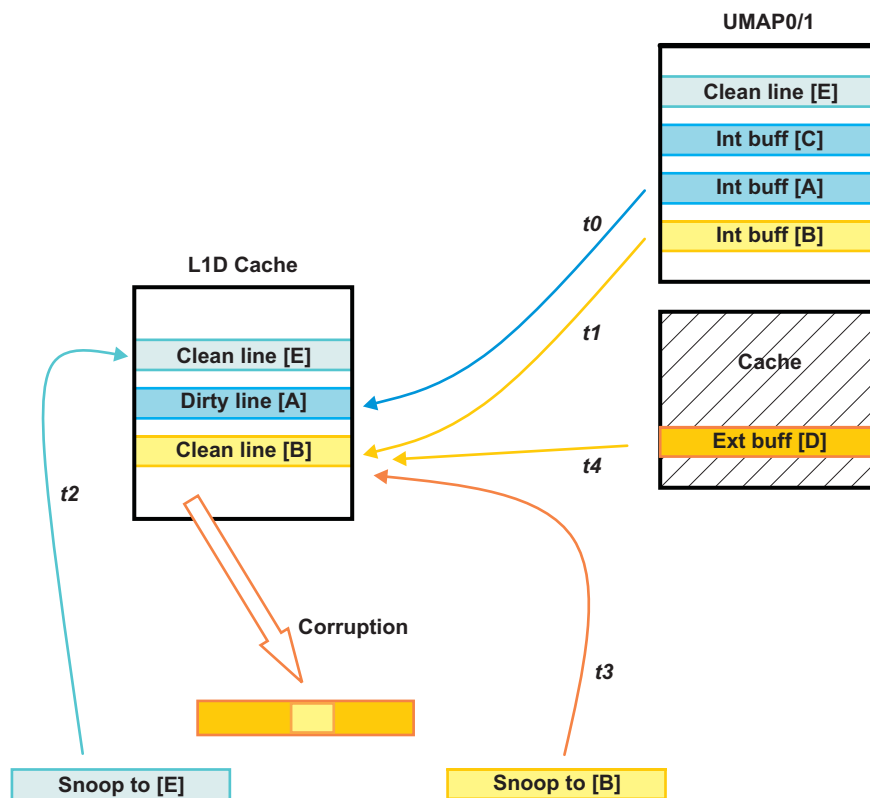 UMAP0/1
Clean line [E]
Int buff [C]
Int buff [A]
Int buff [B]
t0
L1D Cache
t1
Clean line [E]
Cache
Dirty line [A]
Clean line [B]
Ext buff [D]
t4
t2
Corruption
t3
Snoop to [E]
Snoop to [B]